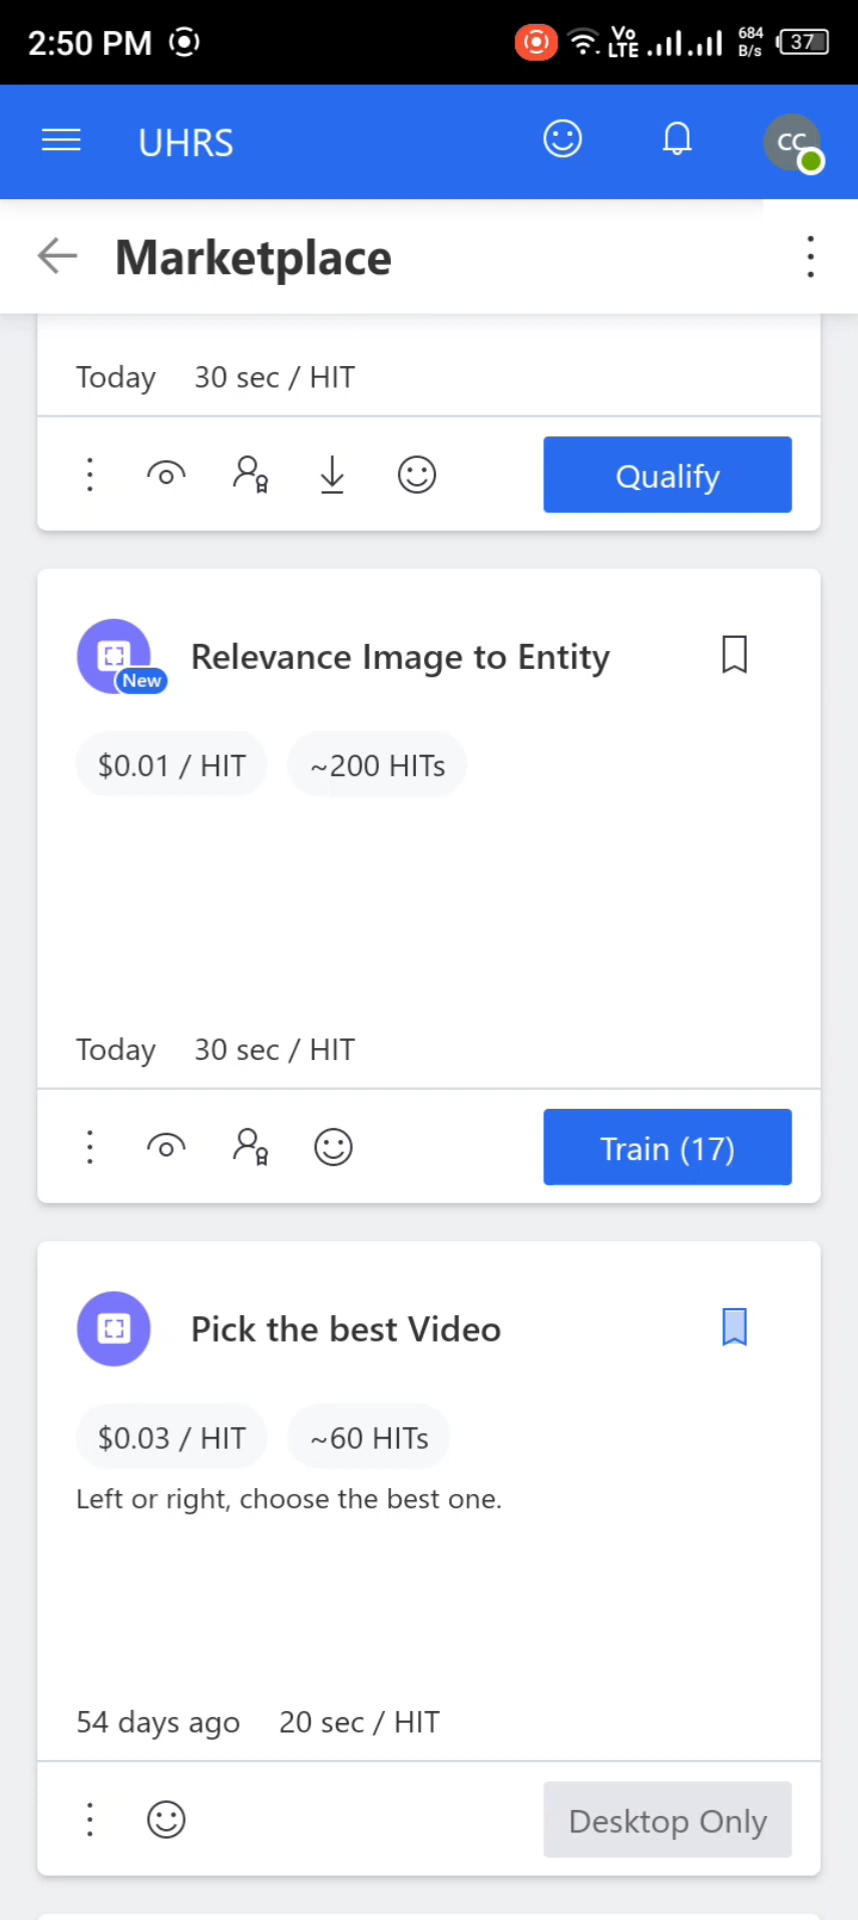 2:50 PM
Vo LTE 684 B/s 37
UHRS
CC
Marketplace
Today 30 sec / HIT
Qualify
Relevance Image to Entity
New
$0.01 / HIT ~200 HITs
Today 30 sec / HIT
Train (17)
Pick the best Video
$0.03 / HIT ~60 HITs
Left or right, choose the best one.
54 days ago 20 sec / HIT
Desktop Only